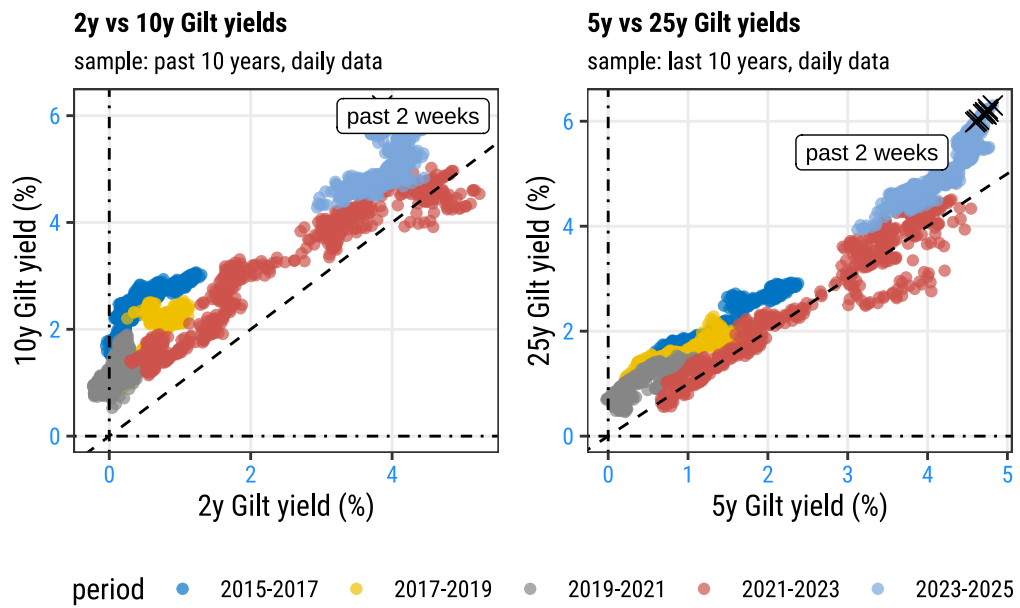 2y vs 10y Gilt yields
sample: past 10 years, daily data
6
4
2
0
10y Gilt yield (%)
past 2 weeks
0
2
4
2y Gilt yield (%)
5y vs 25y Gilt yields
sample: last 10 years, daily data
6
4
2
0
25y Gilt yield (%)
past 2 weeks
0
1
2
3
4
5
5y Gilt yield (%)
period 2015-2017 2017-2019 2019-2021 2021-2023 2023-2025